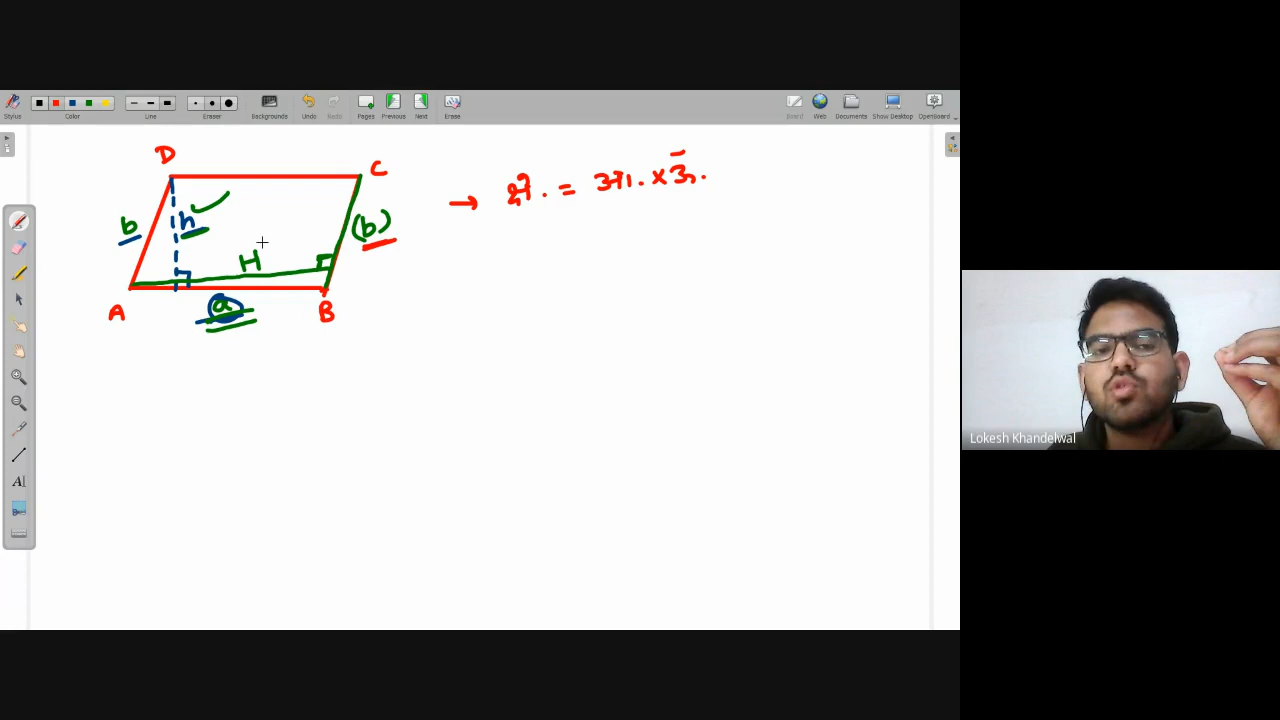 Stylus Color Line Eraser Backgrounds Undo Redo Pages Previous Next Erase Board Web Documents Show Desktop OpenBoard
D
C
→ क्षे. = आ. × ऊँ.
b
h
(b)
H
A
a
B
AI
Lokesh Khandelwal